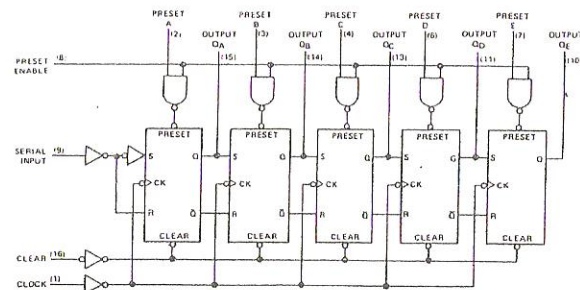 PRESET PRESET PRESET PRESET PRESET
A OUTPUT B OUTPUT C OUTPUT D OUTPUT E OUTPUT
(2) QA (3) QB (4) QC (6) QD (7) QE
(15) (14) (13) (11) (10)
PRESET (8)
ENABLE
PRESET PRESET PRESET PRESET PRESET
SERIAL (9) S Q S Q S Q S Q S Q
INPUT
CK CK CK CK CK
R Q̅ R Q̅ R Q̅ R Q̅ R
CLEAR CLEAR CLEAR CLEAR CLEAR
CLEAR (16)
CLOCK (1)